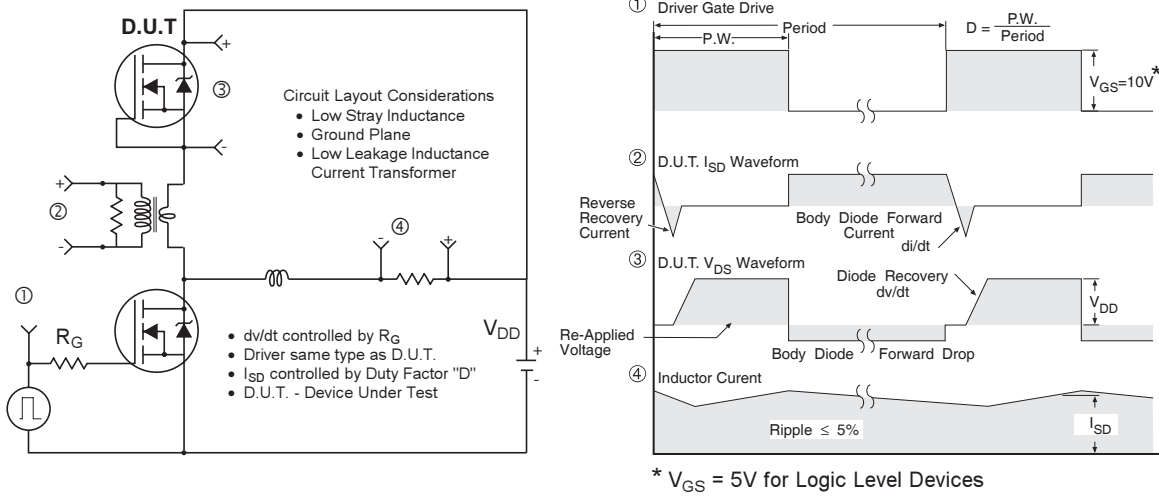 D.U.T
+
③
-
Circuit Layout Considerations
• Low Stray Inductance
• Ground Plane
• Low Leakage Inductance
Current Transformer
+
②
-
④
-
+
①
RG
VDD
+
-
• dv/dt controlled by RG
• Driver same type as D.U.T.
• ISD controlled by Duty Factor "D"
• D.U.T. - Device Under Test
① Driver Gate Drive
Period
P.W.
D = P.W.
Period
VGS=10V*
② D.U.T. ISD Waveform
Reverse
Recovery
Current
Body Diode Forward
Current
di/dt
③ D.U.T. VDS Waveform
Diode Recovery
dv/dt
VDD
Re-Applied
Voltage
Body Diode Forward Drop
④ Inductor Curent
Ripple ≤ 5%
ISD
* VGS = 5V for Logic Level Devices